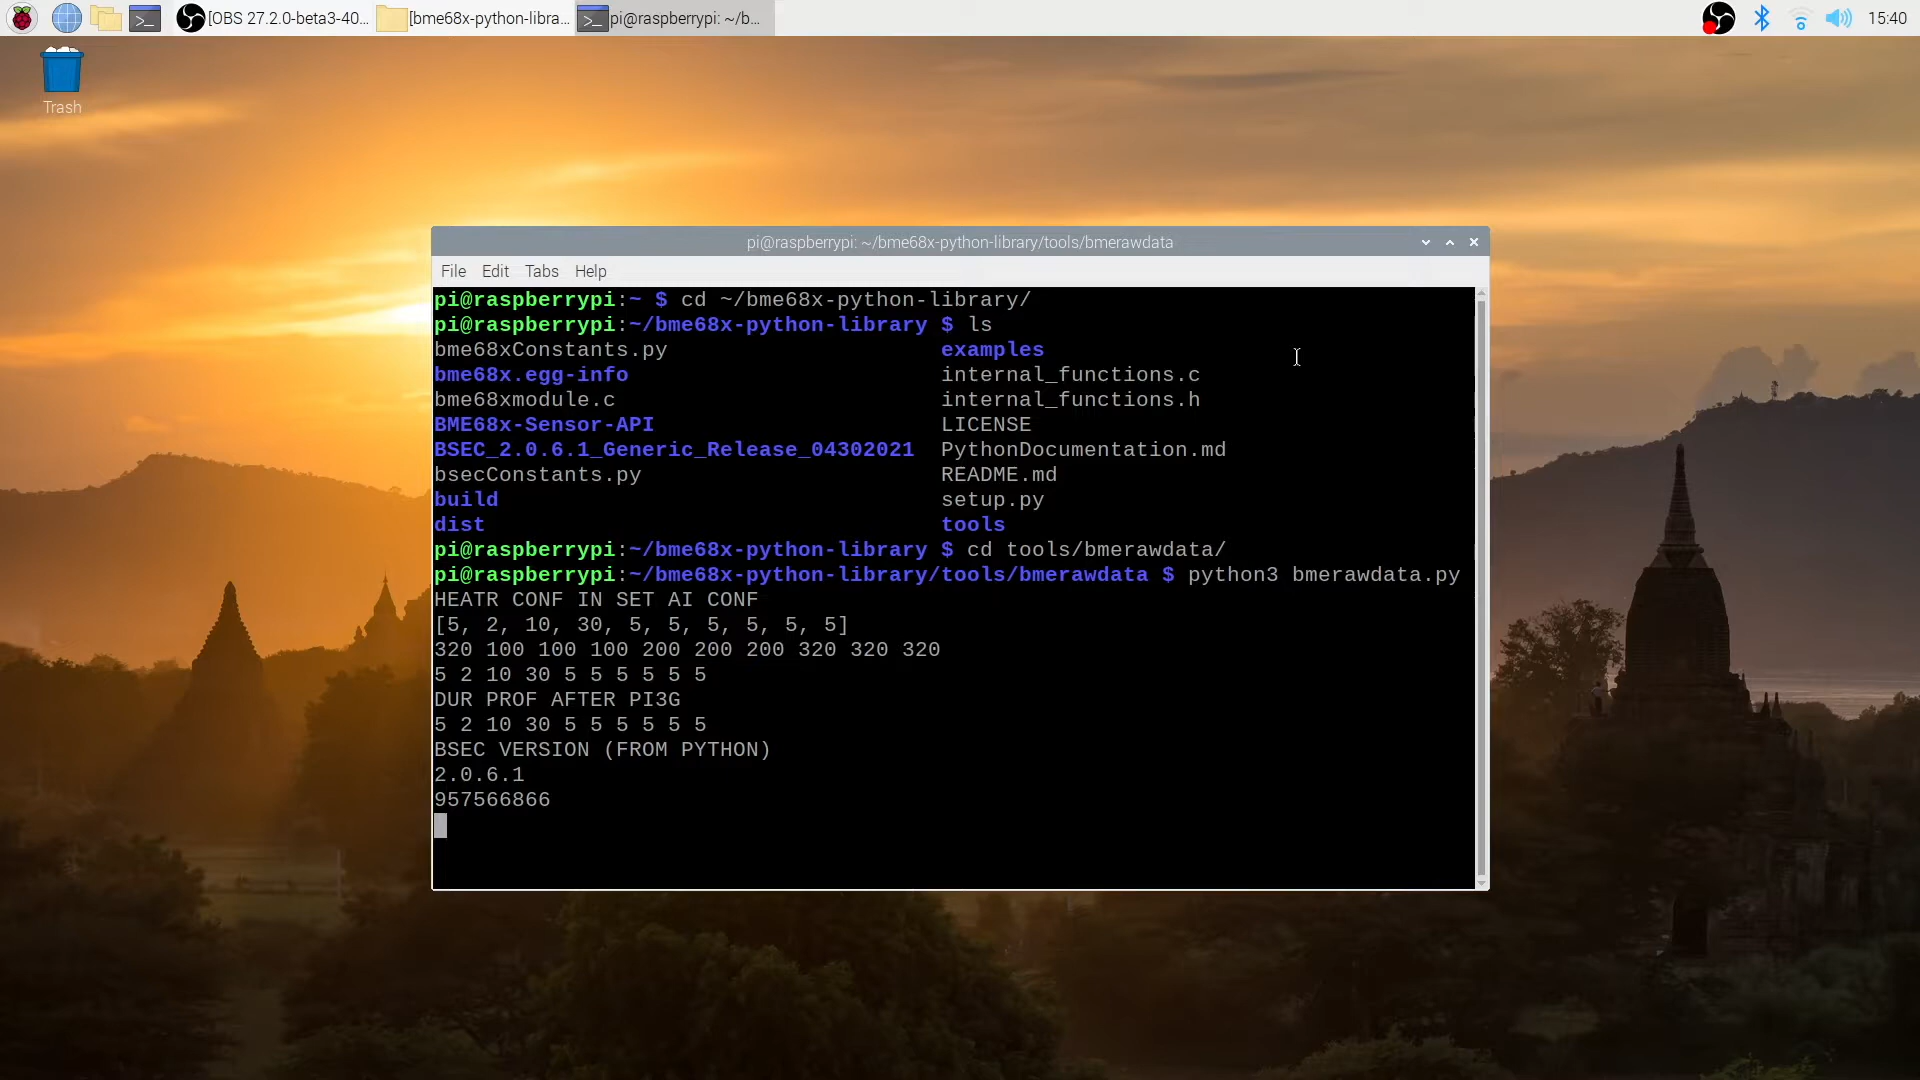 [OBS 27.2.0-beta3-40... [bme68x-python-libra... pi@raspberrypi: ~/b... 15:40
Trash
pi@raspberrypi: ~/bme68x-python-library/tools/bmerawdata
File Edit Tabs Help
pi@raspberrypi:~ $ cd ~/bme68x-python-library/
pi@raspberrypi:~/bme68x-python-library $ ls
bme68xConstants.py examples
bme68x.egg-info internal_functions.c
bme68xmodule.c internal_functions.h
BME68x-Sensor-API LICENSE
BSEC_2.0.6.1_Generic_Release_04302021 PythonDocumentation.md
bsecConstants.py README.md
build setup.py
dist tools
pi@raspberrypi:~/bme68x-python-library $ cd tools/bmerawdata/
pi@raspberrypi:~/bme68x-python-library/tools/bmerawdata $ python3 bmerawdata.py
HEATR CONF IN SET AI CONF
[5, 2, 10, 30, 5, 5, 5, 5, 5, 5]
320 100 100 100 200 200 200 320 320 320
5 2 10 30 5 5 5 5 5 5
DUR PROF AFTER PI3G
5 2 10 30 5 5 5 5 5 5
BSEC VERSION (FROM PYTHON)
2.0.6.1
957566866